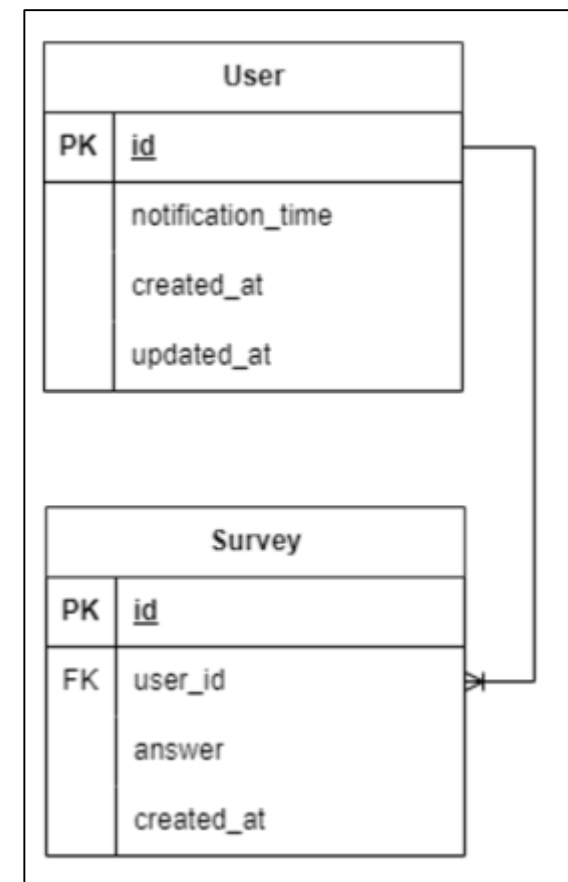 User
PK id
notification_time
created_at
updated_at
Survey
PK id
FK user_id
answer
created_at